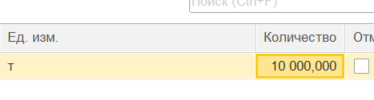 Поиск (Ctrl+F)
Ед. изм. Количество Отм
т 10 000,000